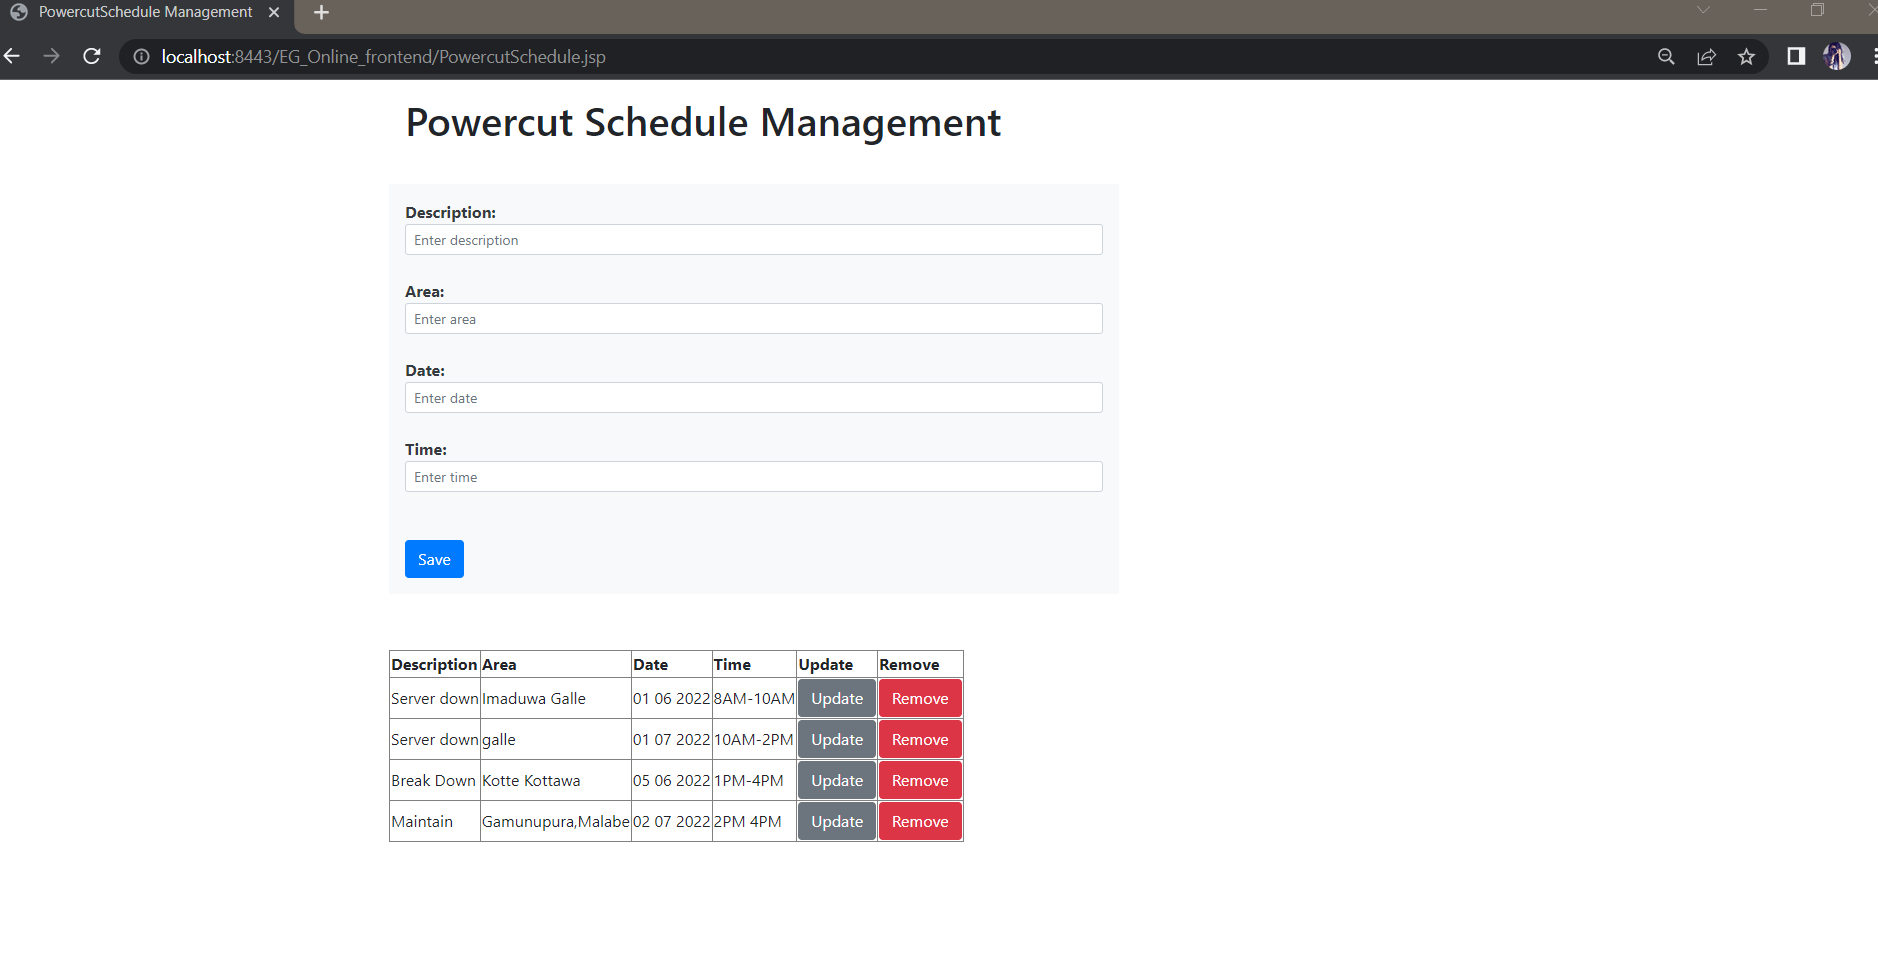 PowercutSchedule Management
localhost:8443/EG_Online_frontend/PowercutSchedule.jsp
Powercut Schedule Management
Description:
Enter description
Area:
Enter area
Date:
Enter date
Time:
Enter time
Save
Description Area Date Time Update Remove
Server down Imaduwa Galle 01 06 2022 8AM-10AM Update Remove
Server down galle 01 07 2022 10AM-2PM Update Remove
Break Down Kotte Kottawa 05 06 2022 1PM-4PM Update Remove
Maintain Gamunupura,Malabe 02 07 2022 2PM 4PM Update Remove